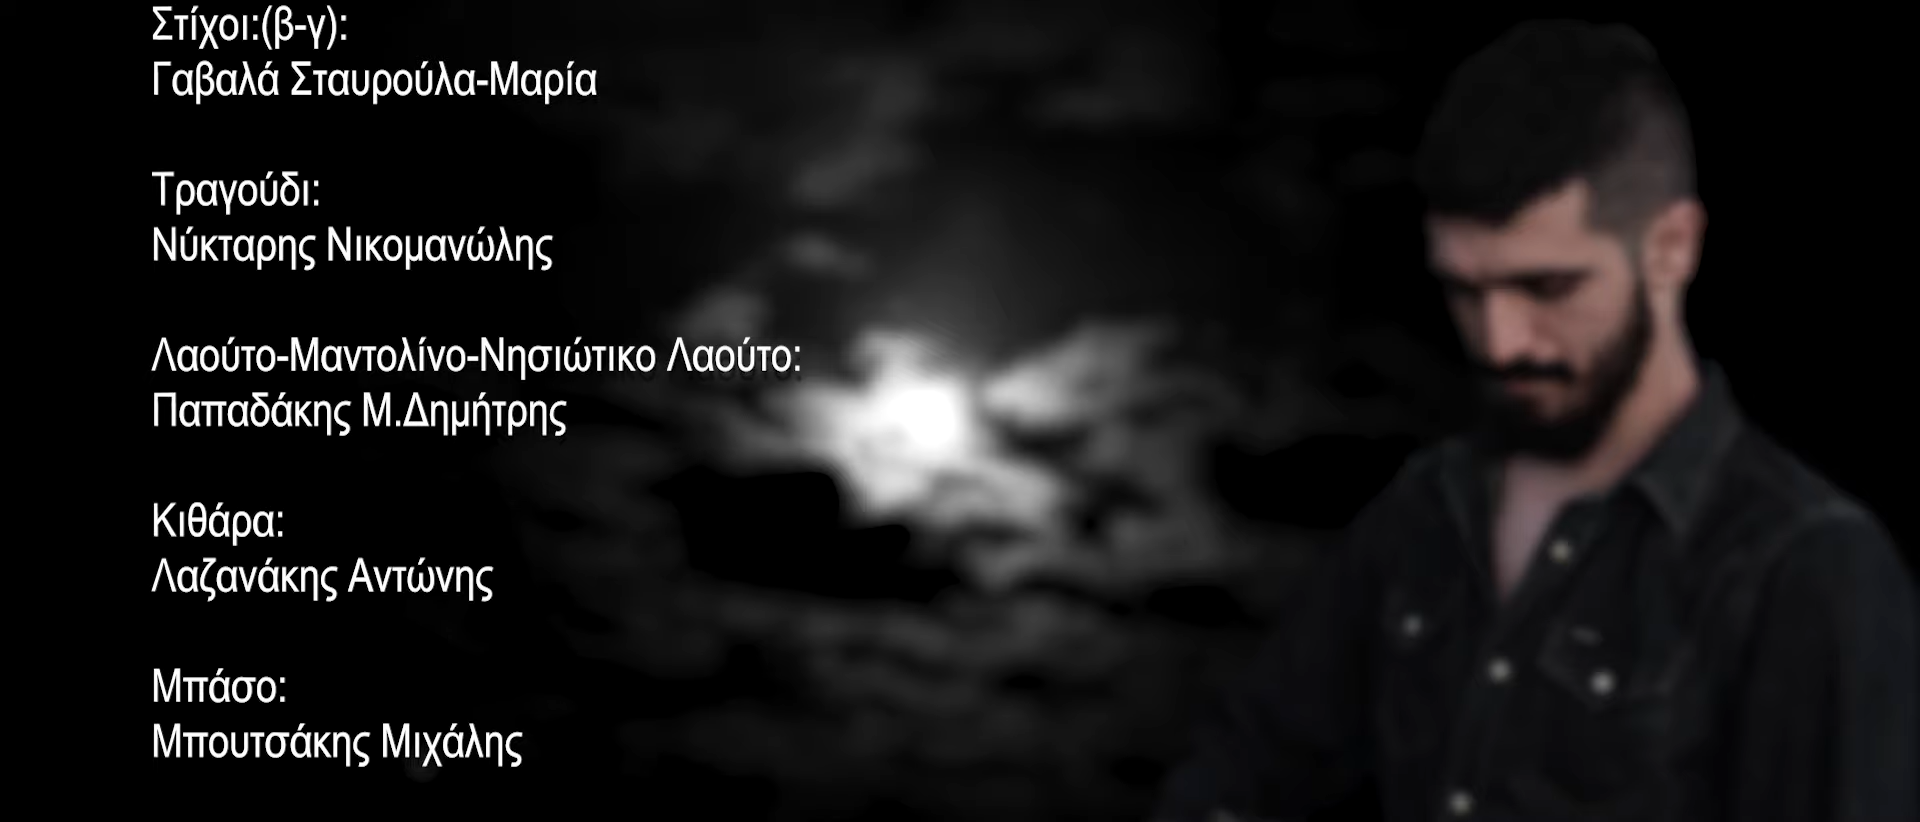 Στίχοι:(β-γ):
Γαβαλά Σταυρούλα-Μαρία
Τραγούδι:
Νύκταρης Νικομανώλης
Λαούτο-Μαντολίνο-Νησιώτικο Λαούτο:
Παπαδάκης Μ.Δημήτρης
Κιθάρα:
Λαζανάκης Αντώνης
Μπάσο:
Μπουτσάκης Μιχάλης